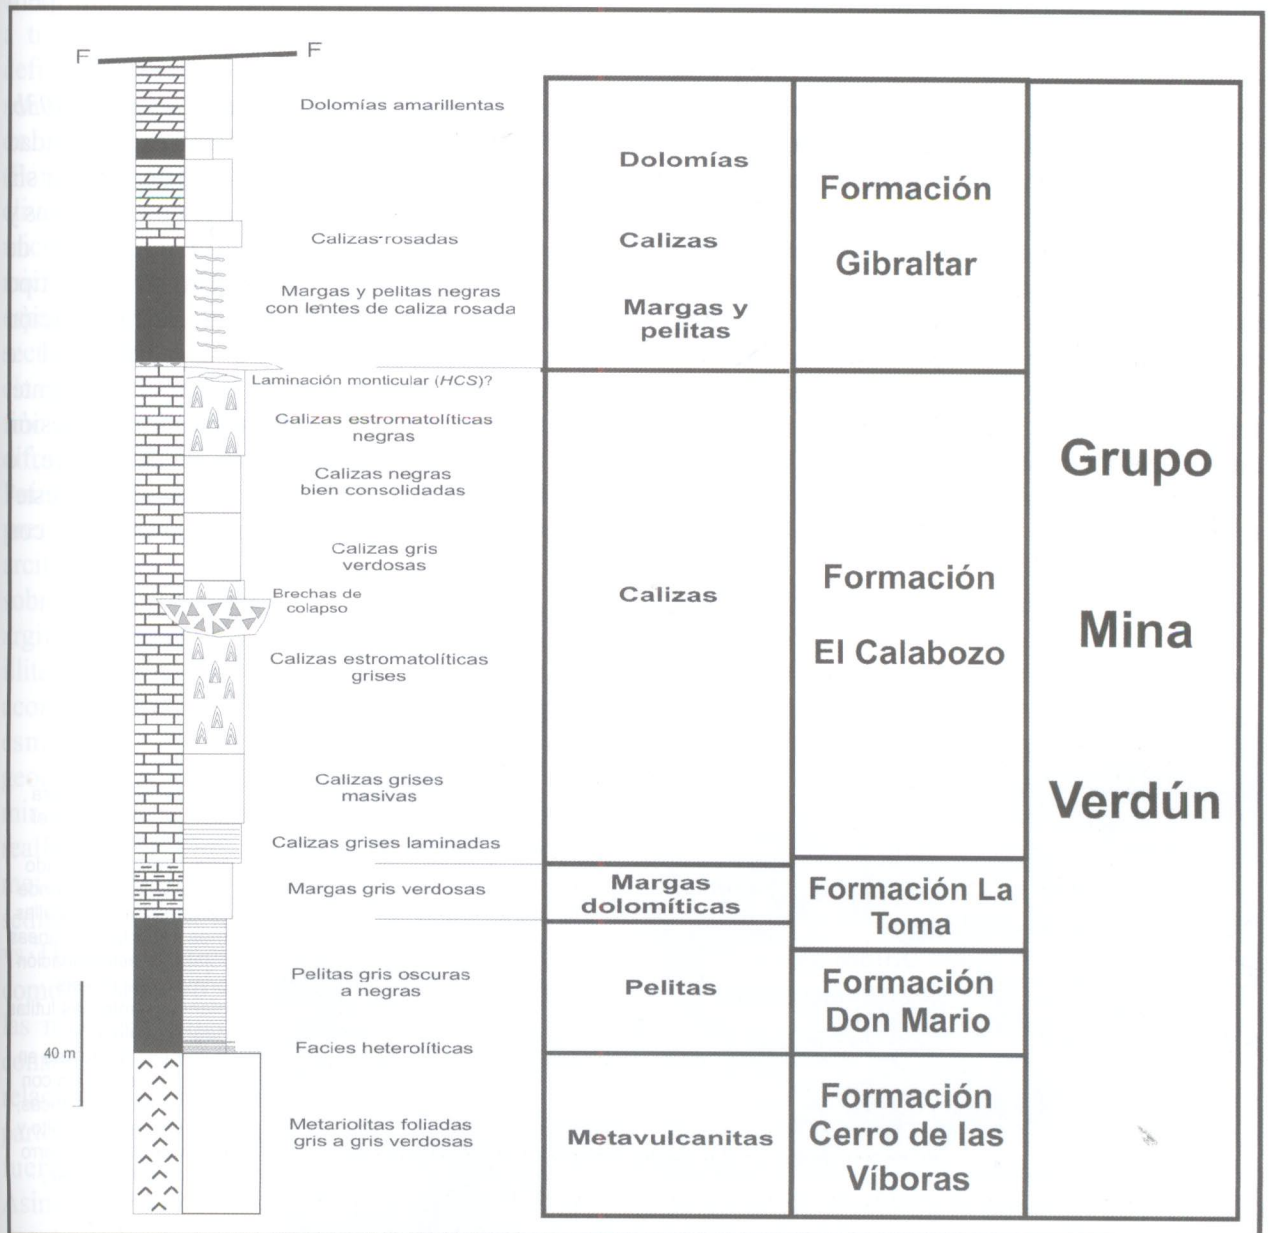 F F
Dolomías amarillentas
Calizas rosadas
Margas y pelitas negras
con lentes de caliza rosada
Laminación monticular (HCS)?
Calizas estromatolíticas
negras
Calizas negras
bien consolidadas
Calizas gris
verdosas
Brechas de
colapso
Calizas estromatolíticas
grises
Calizas grises
masivas
Calizas grises laminadas
Margas gris verdosas
Pelitas gris oscuras
a negras
Facies heterolíticas
Metariolitas foliadas
gris a gris verdosas
40 m
Dolomías
Calizas
Margas y
pelitas
Calizas
Margas
dolomíticas
Pelitas
Metavulcanitas
Formación
Gibraltar
Formación
El Calabozo
Formación La
Toma
Formación
Don Mario
Formación
Cerro de las
Víboras
Grupo
Mina
Verdún